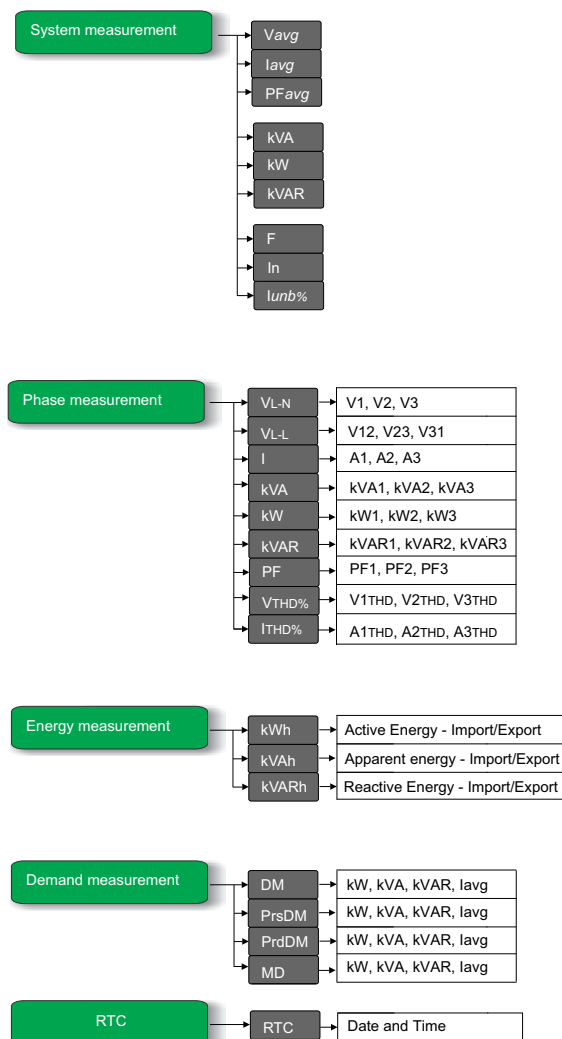 System measurement
Vavg
Iavg
PFavg
kVA
kW
kVAR
F
In
Iunb%
Phase measurement
VL-N V1, V2, V3
VL-L V12, V23, V31
I A1, A2, A3
kVA kVA1, kVA2, kVA3
kW kW1, kW2, kW3
kVAR kVAR1, kVAR2, kVAR3
PF PF1, PF2, PF3
VTHD% V1THD, V2THD, V3THD
ITHD% A1THD, A2THD, A3THD
Energy measurement
kWh Active Energy - Import/Export
kVAh Apparent energy - Import/Export
kVARh Reactive Energy - Import/Export
Demand measurement
DM kW, kVA, kVAR, Iavg
PrsDM kW, kVA, kVAR, Iavg
PrdDM kW, kVA, kVAR, Iavg
MD kW, kVA, kVAR, Iavg
RTC RTC Date and Time